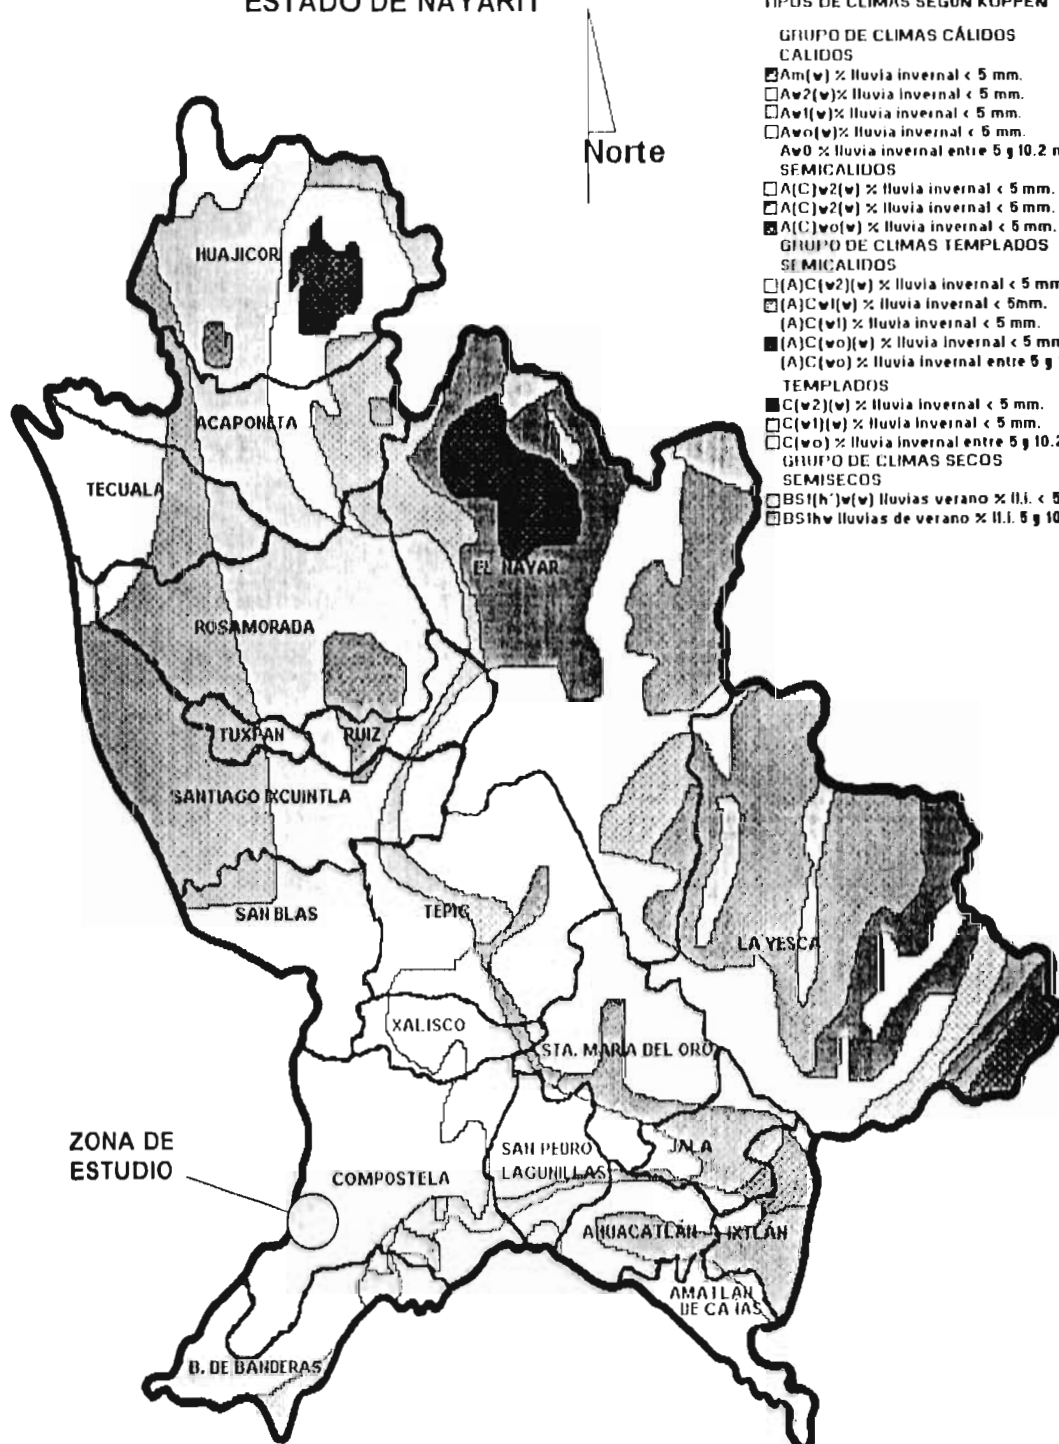 ESTADO DE NAYARIT
TIPOS DE CLIMAS SEGUN KOPPEN
GRUPO DE CLIMAS CÁLIDOS
CALIDOS
Am(w) % lluvia invernal < 5 mm.
Aw2(w)% lluvia invernal < 5 mm.
Aw1(w)% lluvia invernal < 5 mm.
Awo(w)% lluvia invernal < 5 mm.
Aw0 % lluvia invernal entre 5 y 10.2 m
SEMICALIDOS
A(C)w2(w) % lluvia invernal < 5 mm.
A(C)w2(w) % lluvia invernal < 5 mm.
A(C)wo(w) % lluvia invernal < 5 mm.
GRUPO DE CLIMAS TEMPLADOS
SEMICALIDOS
(A)C(w2)(w) % lluvia invernal < 5 mm
(A)Cw1(w) % lluvia invernal < 5mm.
(A)C(w1) % lluvia invernal < 5 mm.
(A)C(wo)(w) % lluvia invernal < 5 mm
(A)C(wo) % lluvia invernal entre 5 y
TEMPLADOS
C(w2)(w) % lluvia invernal < 5 mm.
C(w1)(w) % lluvia invernal < 5 mm.
C(wo) % lluvia invernal entre 5 y 10.2
GRUPO DE CLIMAS SECOS
SEMISECOS
BS1(h')w(w) lluvias verano % ll.i. < 5
BS1hw lluvias de verano % ll.i. 5 y 10
Norte
HUAJICOR
ACAPONETA
TECUALA
EL NAYAR
ROSAMORADA
TUXPAN
RUIZ
SANTIAGO IXCUINTLA
SAN BLAS
TEPIC
LA YESCA
XALISCO
STA. MARIA DEL ORO
ZONA DE
ESTUDIO
SAN PEDRO
LAGUNILLAS
JALA
COMPOSTELA
AHUACATLÁN
IXTLÁN
AMATLAN
DE CAÑAS
B. DE BANDERAS